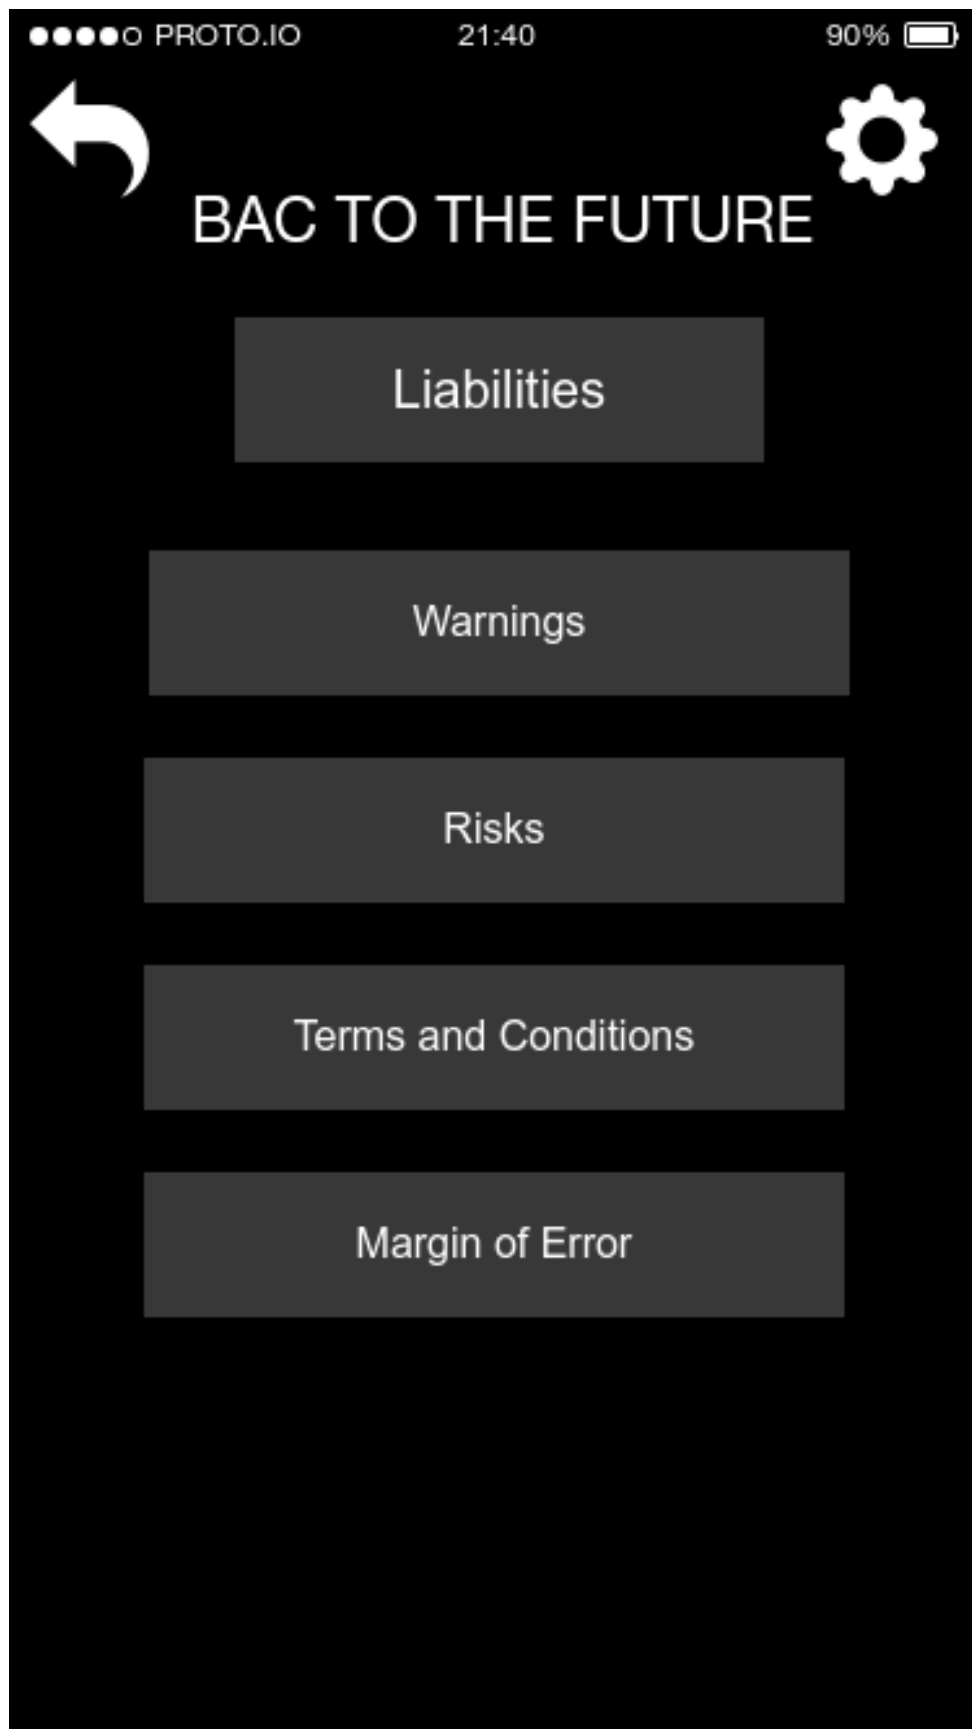 PROTO.IO 21:40 90%
BAC TO THE FUTURE
Liabilities
Warnings
Risks
Terms and Conditions
Margin of Error